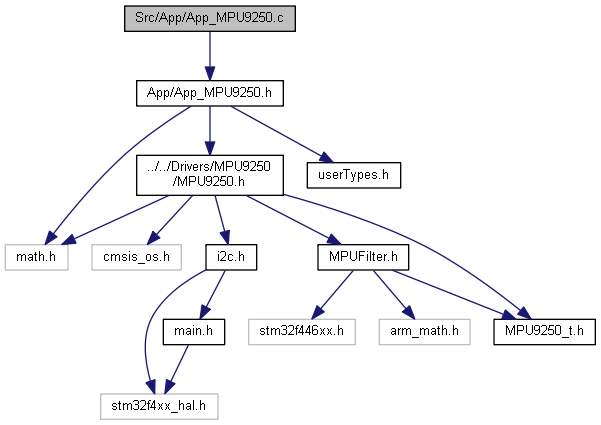 Src/App/App_MPU9250.c
App/App_MPU9250.h
../../Drivers/MPU9250
/MPU9250.h
userTypes.h
math.h
cmsis_os.h
i2c.h
MPUFilter.h
main.h
stm32f446xx.h
arm_math.h
MPU9250_t.h
stm32f4xx_hal.h